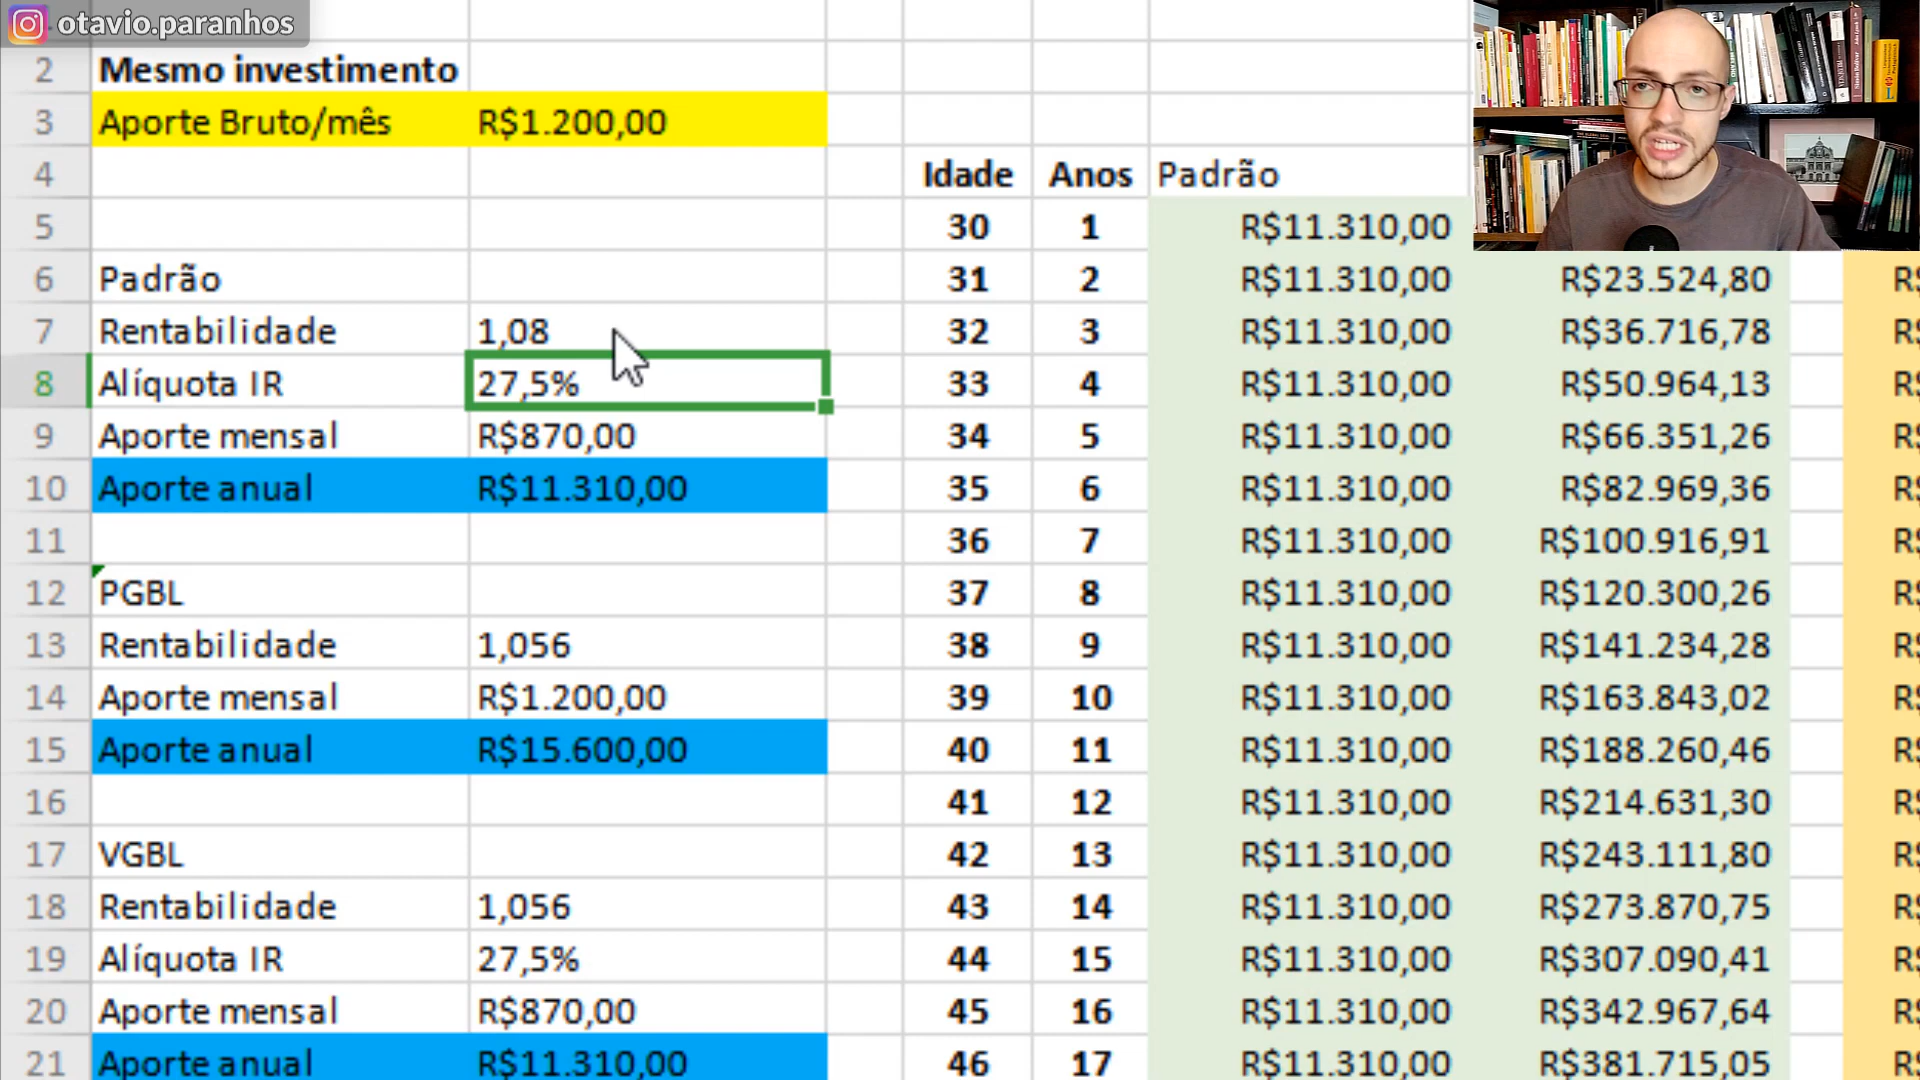 otavio.paranhos
2 Mesmo investimento
3 Aporte Bruto/mês R$1.200,00
4 Idade Anos Padrão
5 30 1 R$11.310,00
6 Padrão 31 2 R$11.310,00 R$23.524,80 R$
7 Rentabilidade 1,08 32 3 R$11.310,00 R$36.716,78 R$
8 Alíquota IR 27,5% 33 4 R$11.310,00 R$50.964,13 R$
9 Aporte mensal R$870,00 34 5 R$11.310,00 R$66.351,26 R$
10 Aporte anual R$11.310,00 35 6 R$11.310,00 R$82.969,36 R$
11 36 7 R$11.310,00 R$100.916,91 R$
12 PGBL 37 8 R$11.310,00 R$120.300,26 R$
13 Rentabilidade 1,056 38 9 R$11.310,00 R$141.234,28 R$
14 Aporte mensal R$1.200,00 39 10 R$11.310,00 R$163.843,02 R$
15 Aporte anual R$15.600,00 40 11 R$11.310,00 R$188.260,46 R$
16 41 12 R$11.310,00 R$214.631,30 R$
17 VGBL 42 13 R$11.310,00 R$243.111,80 R$
18 Rentabilidade 1,056 43 14 R$11.310,00 R$273.870,75 R$
19 Alíquota IR 27,5% 44 15 R$11.310,00 R$307.090,41 R$
20 Aporte mensal R$870,00 45 16 R$11.310,00 R$342.967,64 R$
21 Aporte anual R$11.310,00 46 17 R$11.310,00 R$381.715,05 R$